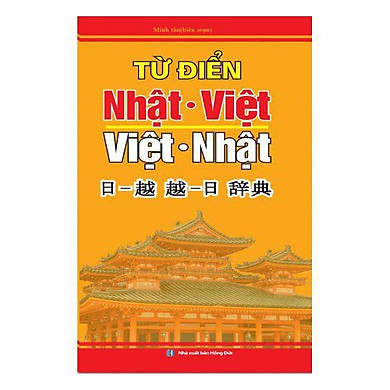 Minh tân(biên soạn)
TỪ ĐIỂN
Nhật • Việt
Việt • Nhật
日－越 越－日 辞典
Nhà xuất bản Hồng Đức